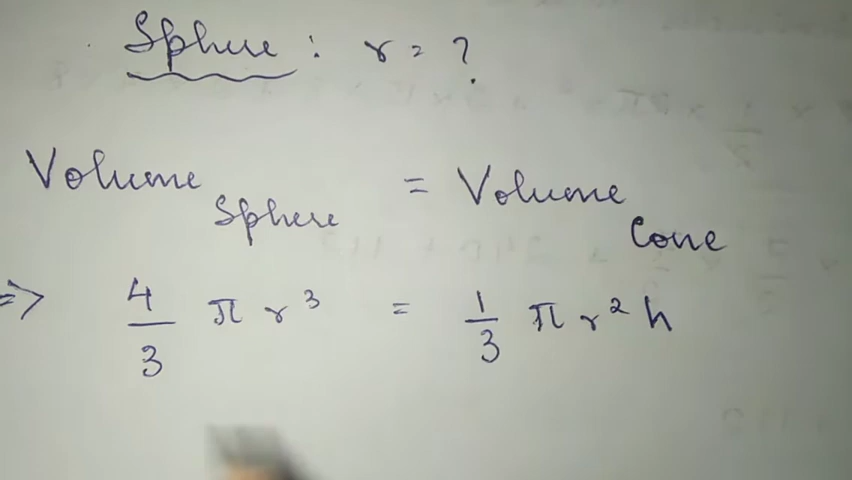 Sphere : r = ?
Volume Sphere = Volume Cone
=> 4/3 π r³ = 1/3 π r² h